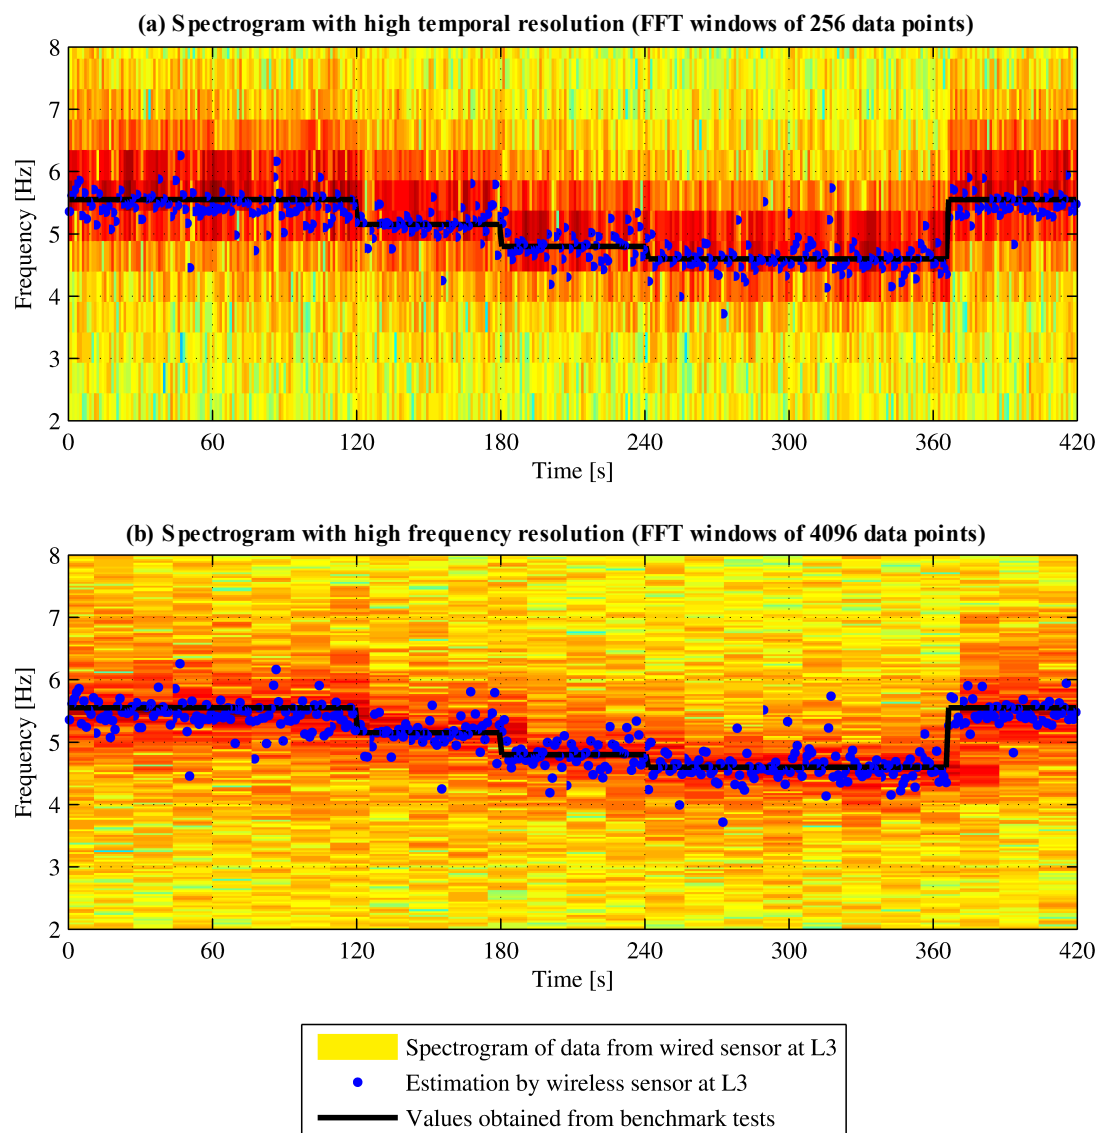 (a) Spectrogram with high temporal resolution (FFT windows of 256 data points)
8
7
6
5
4
3
2
Frequency [Hz]
0 60 120 180 240 300 360 420
Time [s]
(b) Spectrogram with high frequency resolution (FFT windows of 4096 data points)
8
7
6
5
4
3
2
Frequency [Hz]
0 60 120 180 240 300 360 420
Time [s]
Spectrogram of data from wired sensor at L3
Estimation by wireless sensor at L3
Values obtained from benchmark tests